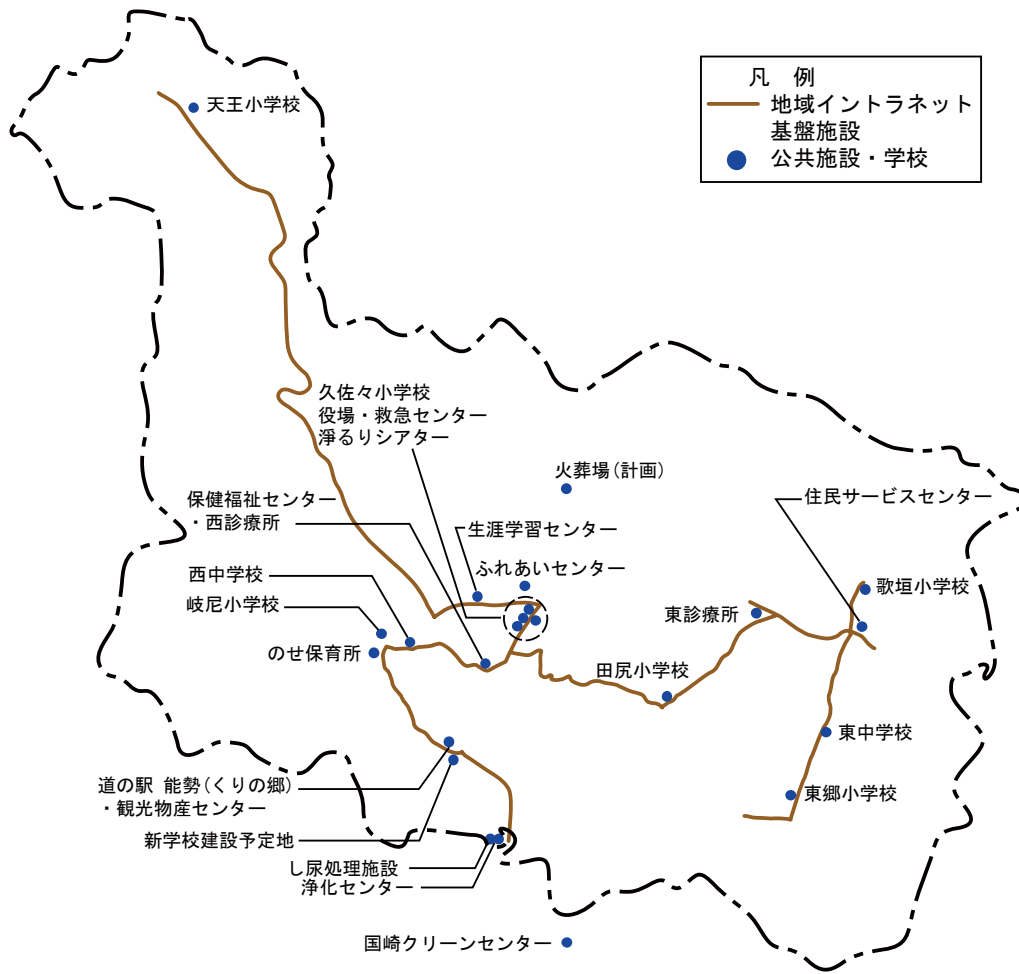 凡 例
地域イントラネット
基盤施設
公共施設・学校
天王小学校
久佐々小学校
役場・救急センター
淨るりシアター
火葬場(計画)
保健福祉センター
・西診療所
住民サービスセンター
生涯学習センター
ふれあいセンター
西中学校
歌垣小学校
岐尼小学校
東診療所
のせ保育所
田尻小学校
東中学校
道の駅 能勢(くりの郷)
・観光物産センター
東郷小学校
新学校建設予定地
し尿処理施設
浄化センター
国崎クリーンセンター